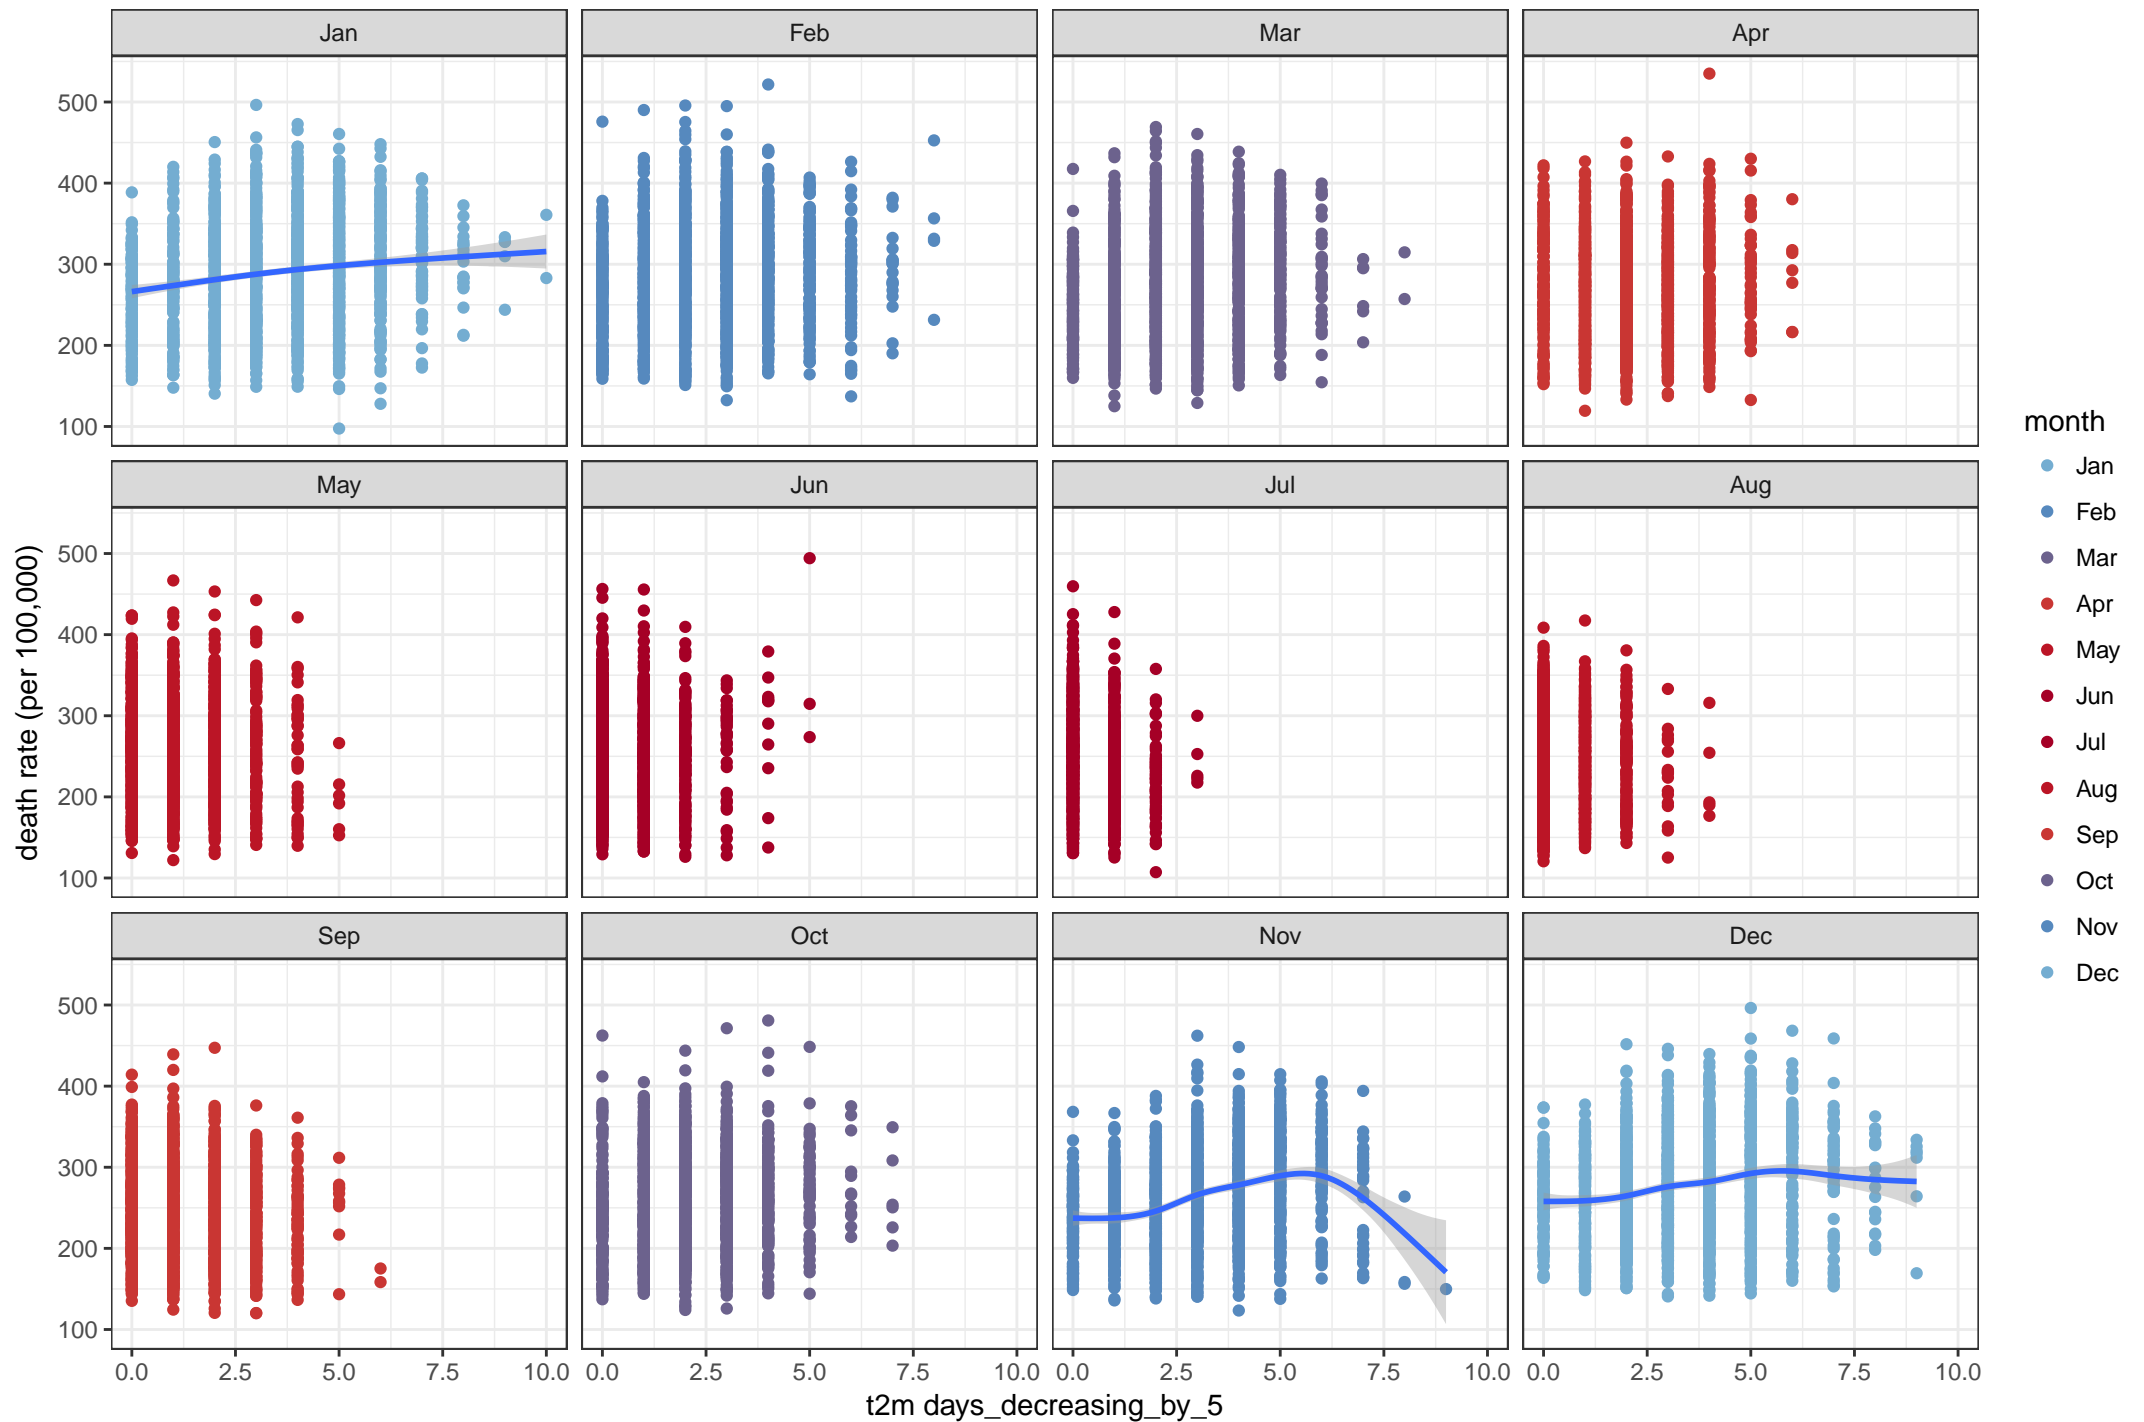 Jan Feb Mar Apr
500
400
300
200
100
May Jun Jul Aug
500
400
300
200
100
Sep Oct Nov Dec
500
400
300
200
100
0.0 2.5 5.0 7.5 10.0 0.0 2.5 5.0 7.5 10.0 0.0 2.5 5.0 7.5 10.0 0.0 2.5 5.0 7.5 10.0
t2m days_decreasing_by_5
death rate (per 100,000)
month
Jan
Feb
Mar
Apr
May
Jun
Jul
Aug
Sep
Oct
Nov
Dec